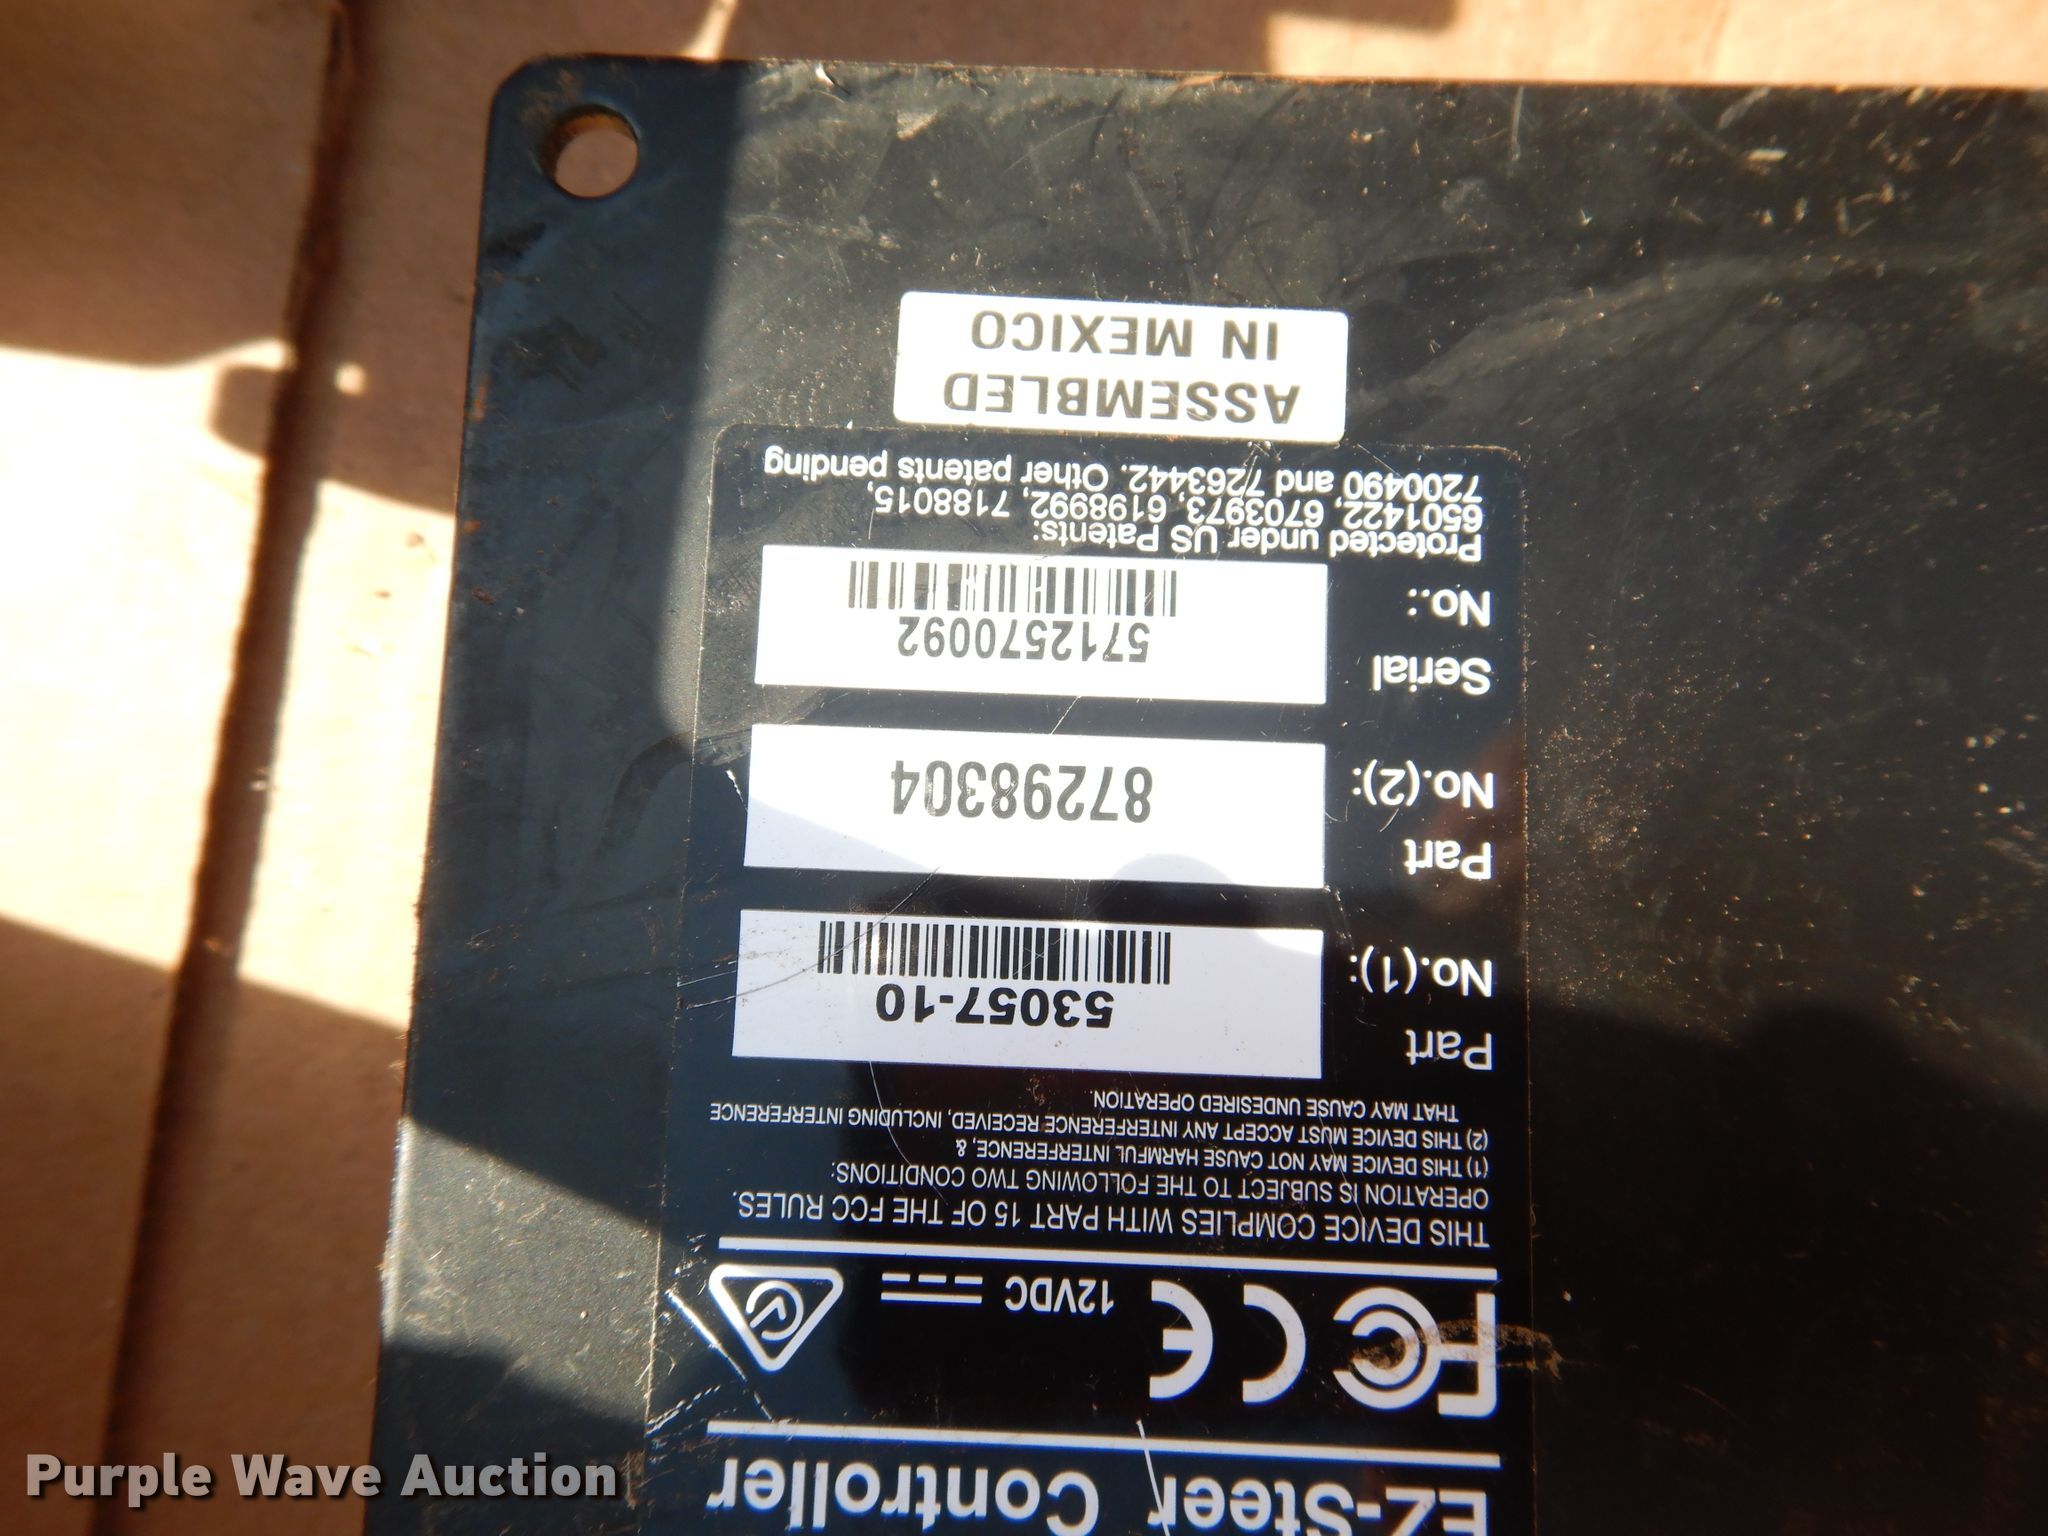 EZ-Steer Controller
FC CE 12VDC
THIS DEVICE COMPLIES WITH PART 15 OF THE FCC RULES.
OPERATION IS SUBJECT TO THE FOLLOWING TWO CONDITIONS:
(1) THIS DEVICE MAY NOT CAUSE HARMFUL INTERFERENCE, &
(2) THIS DEVICE MUST ACCEPT ANY INTERFERENCE RECEIVED, INCLUDING INTERFERENCE
THAT MAY CAUSE UNDESIRED OPERATION.
Part
No.(1):
53057-10
Part
No.(2):
87298304
Serial
No.:
5712570092
Protected under US Patents:
6501422, 6703973, 6198992, 7188015,
7200490 and 7263442. Other patents pending
ASSEMBLED
IN MEXICO
Purple Wave Auction